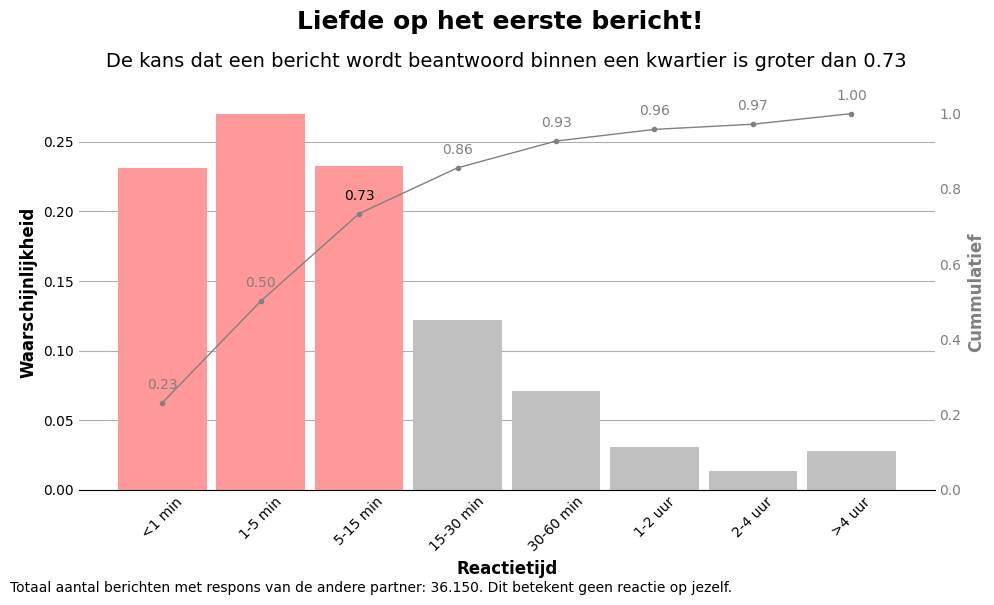 Liefde op het eerste bericht!
De kans dat een bericht wordt beantwoord binnen een kwartier is groter dan 0.73
Waarschijnlijkheid
0.25
0.20
0.15
0.10
0.05
0.00
0.23
0.50
0.73
0.86
0.93
0.96
0.97
1.00
1.0
0.8
0.6
0.4
0.2
0.0
Cummulatief
<1 min
1-5 min
5-15 min
15-30 min
30-60 min
1-2 uur
2-4 uur
>4 uur
Reactietijd
Totaal aantal berichten met respons van de andere partner: 36.150. Dit betekent geen reactie op jezelf.